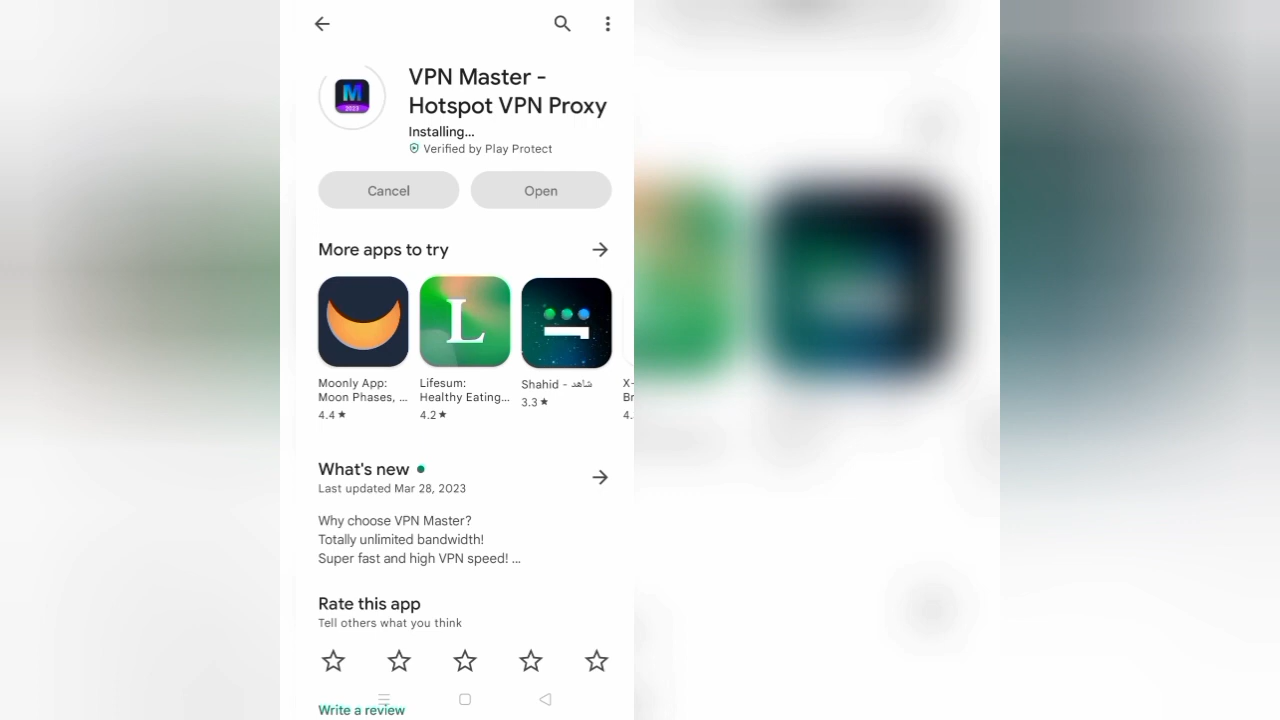 VPN Master -
Hotspot VPN Proxy
M
2023
Installing...
Verified by Play Protect
Cancel
Open
More apps to try
L
Moonly App:
Moon Phases, ...
4.4★
Lifesum:
Healthy Eating...
4.2★
Shahid - شاهد
3.3★
X-
Br
4.
What's new
Last updated Mar 28, 2023
Why choose VPN Master?
Totally unlimited bandwidth!
Super fast and high VPN speed! ...
Rate this app
Tell others what you think
Write a review